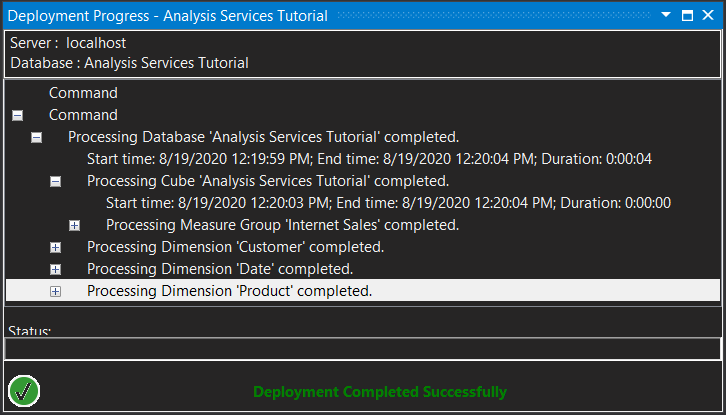 Deployment Progress - Analysis Services Tutorial
Server : localhost
Database : Analysis Services Tutorial
Command
Command
Processing Database 'Analysis Services Tutorial' completed.
Start time: 8/19/2020 12:19:59 PM; End time: 8/19/2020 12:20:04 PM; Duration: 0:00:04
Processing Cube 'Analysis Services Tutorial' completed.
Start time: 8/19/2020 12:20:03 PM; End time: 8/19/2020 12:20:04 PM; Duration: 0:00:00
Processing Measure Group 'Internet Sales' completed.
Processing Dimension 'Customer' completed.
Processing Dimension 'Date' completed.
Processing Dimension 'Product' completed.
Status:
Deployment Completed Successfully